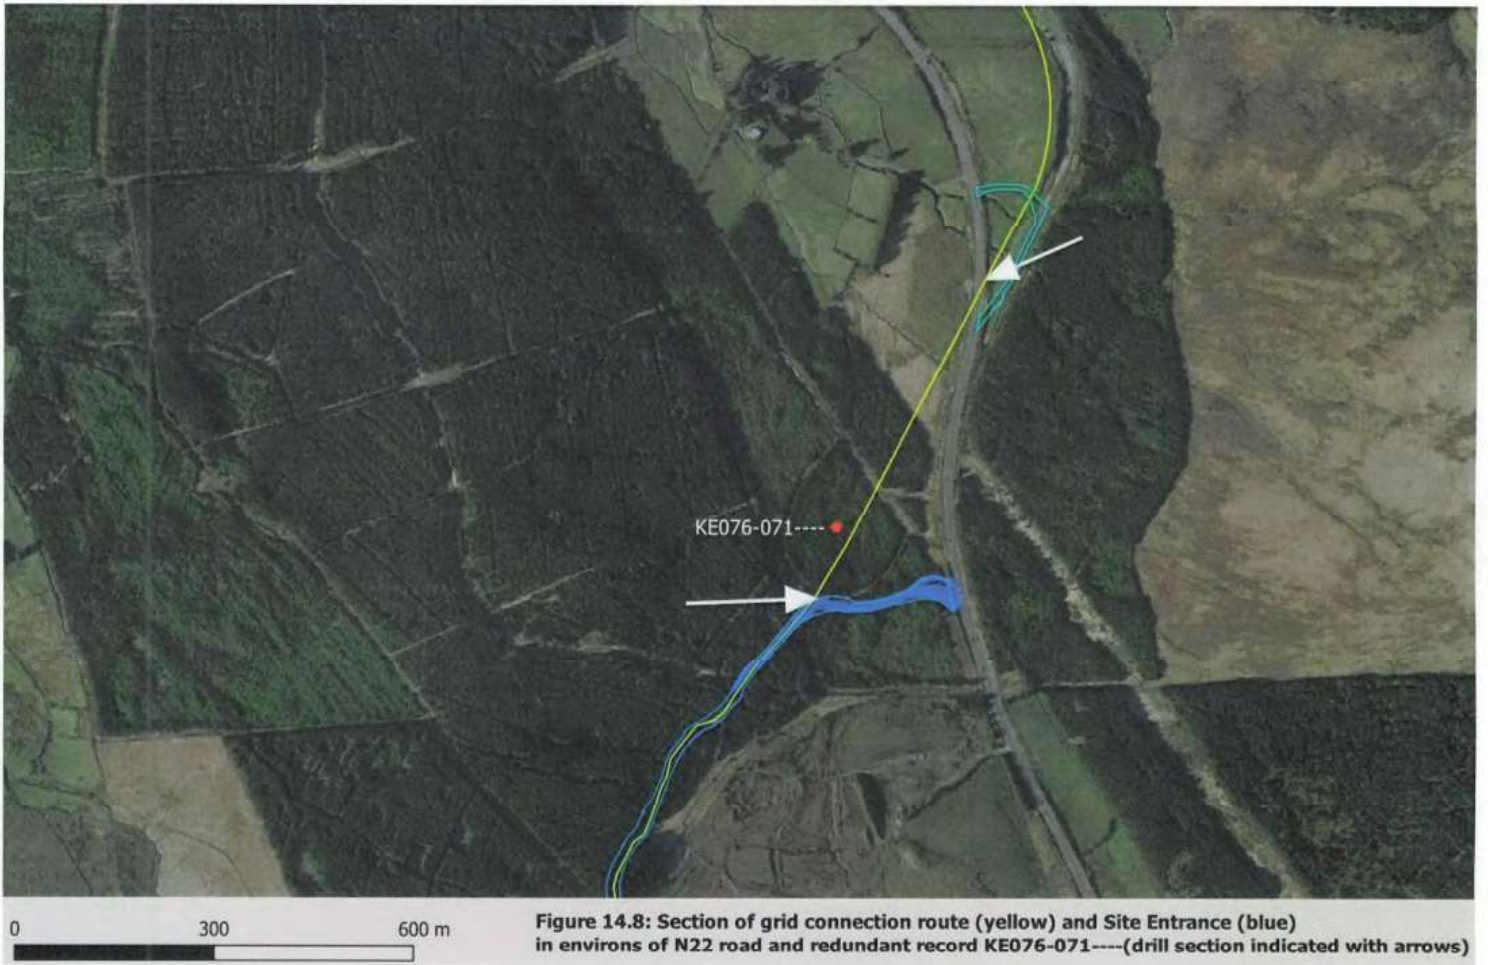 KE076-071----
0 300 600 m
Figure 14.8: Section of grid connection route (yellow) and Site Entrance (blue)
in environs of N22 road and redundant record KE076-071----(drill section indicated with arrows)